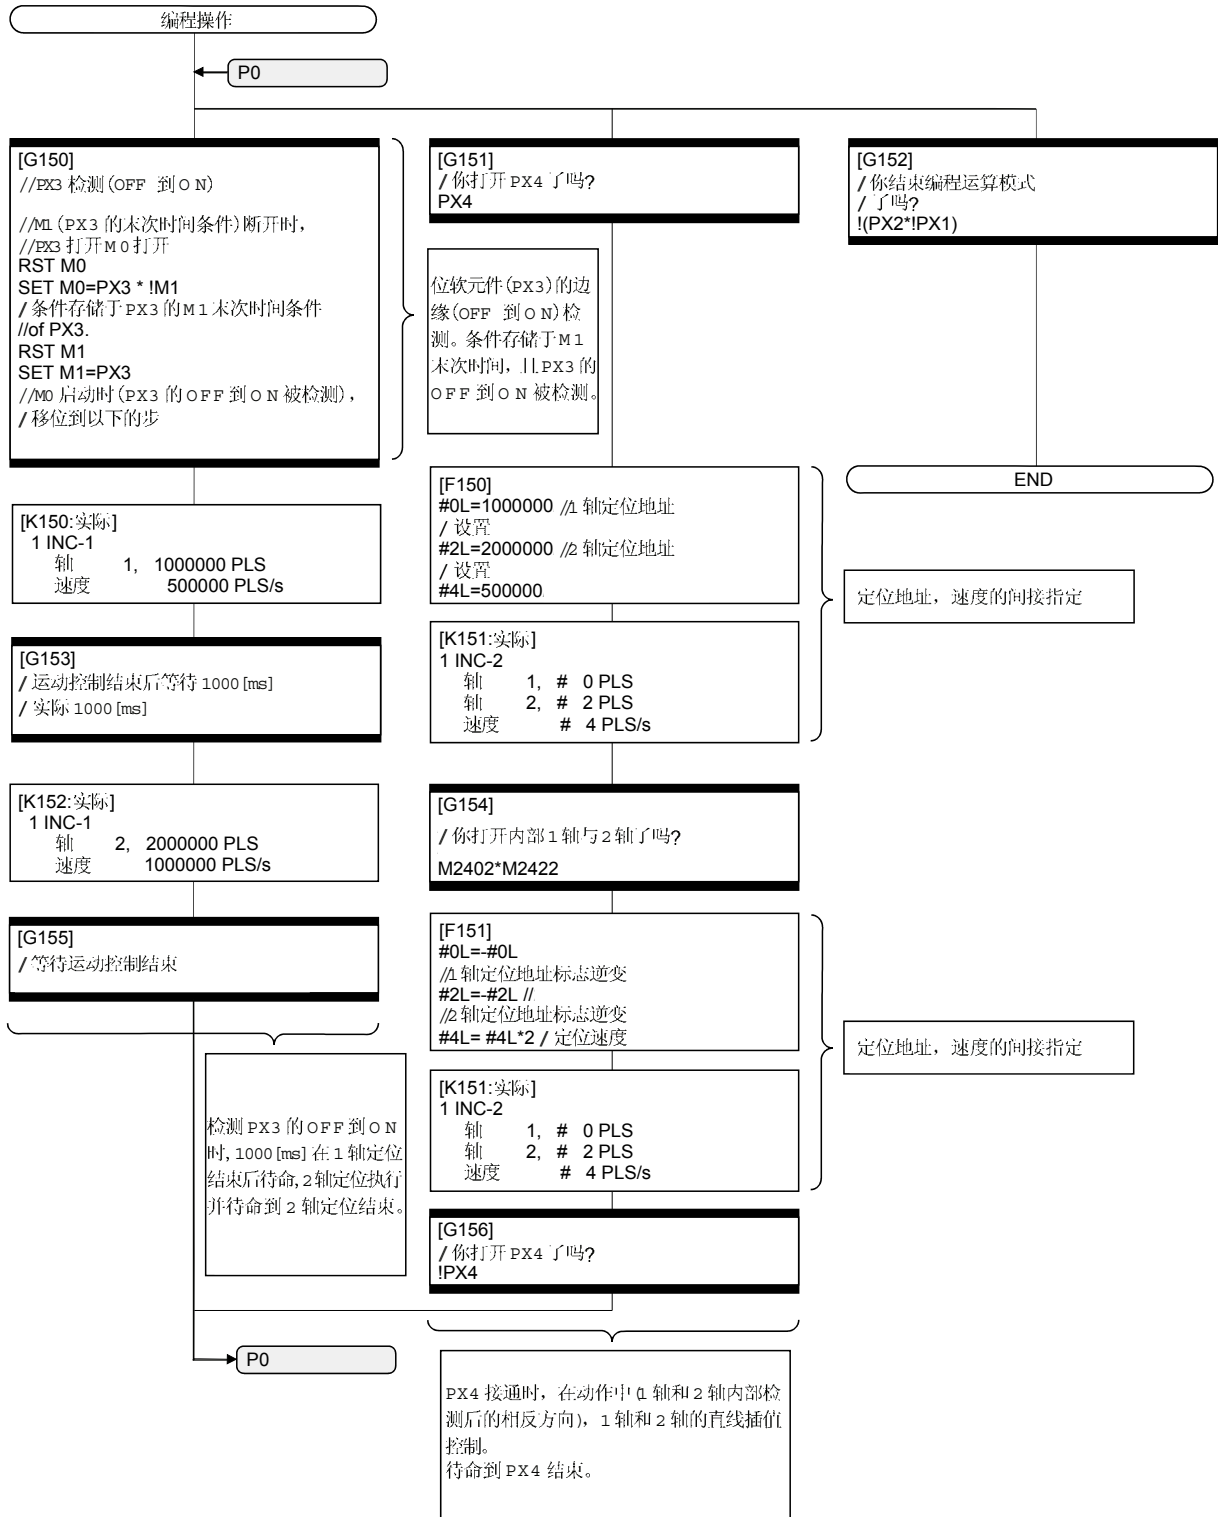 编程操作
P0
[G150]
//PX3 检测(OFF 到ON)
//M1(PX3 的末次时间条件)断开时,
//PX3 打开M0打开
RST M0
SET M0=PX3 * !M1
/ 条件存储于PX3的M1末次时间条件
//of PX3.
RST M1
SET M1=PX3
//M0 启动时(PX3 的OFF 到ON 被检测),
/ 移位到以下的步
[K150:实际]
1 INC-1
轴 1, 1000000 PLS
速度 500000 PLS/s
[G153]
/ 运动控制结束后等待1000[ms]
/ 实际1000[ms]
[K152:实际]
1 INC-1
轴 2, 2000000 PLS
速度 1000000 PLS/s
[G155]
/ 等待运动控制结束
检测PX3的OFF到ON
时,1000[ms]在1轴定位
结束后待命,2轴定位执行
并待命到2轴定位结束。
P0
[G151]
/ 你打开PX4了吗?
PX4
位软元件(PX3)的边
缘(OFF 到ON)检
测。条件存储于M1
末次时间,且PX3的
OFF到ON被检测。
[F150]
#0L=1000000 //1 轴定位地址
/ 设置
#2L=2000000 //2 轴定位地址
/ 设置
#4L=500000
[K151:实际]
1 INC-2
轴 1, # 0 PLS
轴 2, # 2 PLS
速度 # 4 PLS/s
定位地址，速度的间接指定
[G154]
/ 你打开内部1轴与2轴了吗?
M2402*M2422
[F151]
#0L=-#0L
//1 轴定位地址标志逆变
#2L=-#2L //
//2 轴定位地址标志逆变
#4L= #4L*2 / 定位速度
[K151:实际]
1 INC-2
轴 1, # 0 PLS
轴 2, # 2 PLS
速度 # 4 PLS/s
定位地址，速度的间接指定
[G156]
/ 你打开PX4了吗?
!PX4
PX4接通时，在动作中(1轴和2轴内部检
测后的相反方向)，1轴和2轴的直线插值
控制。
待命到PX4结束。
[G152]
/ 你结束编程运算模式
/ 了吗?
!(PX2*!PX1)
END